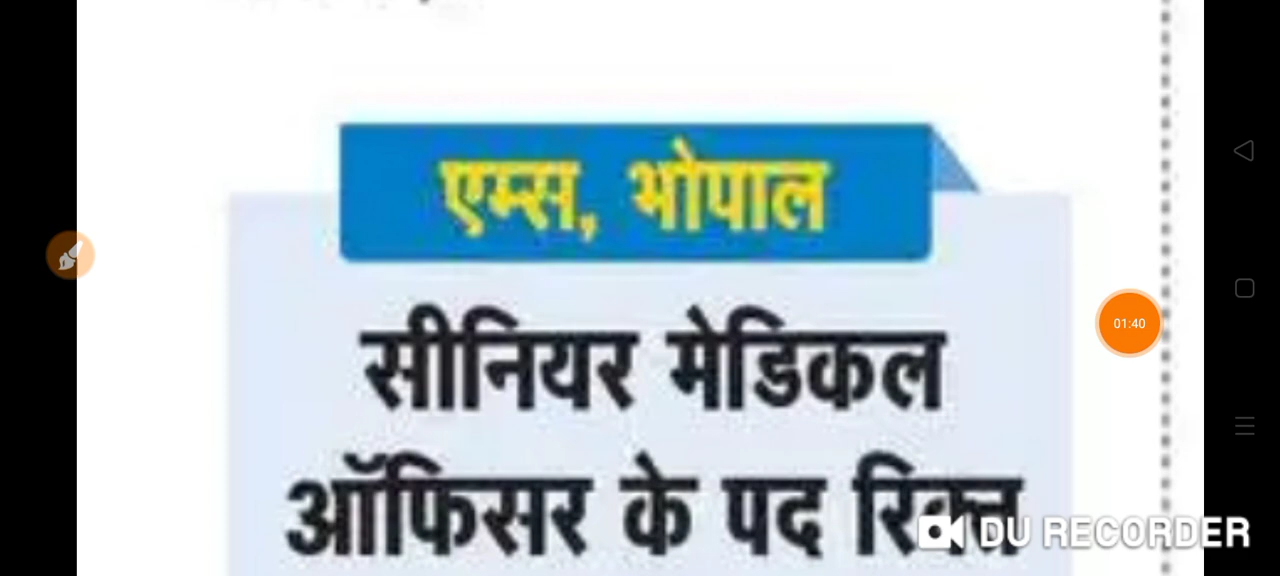 एम्स, भोपाल
सीनियर मेडिकल
01:40
ऑफिसर के पद रिक्त
DU RECORDER